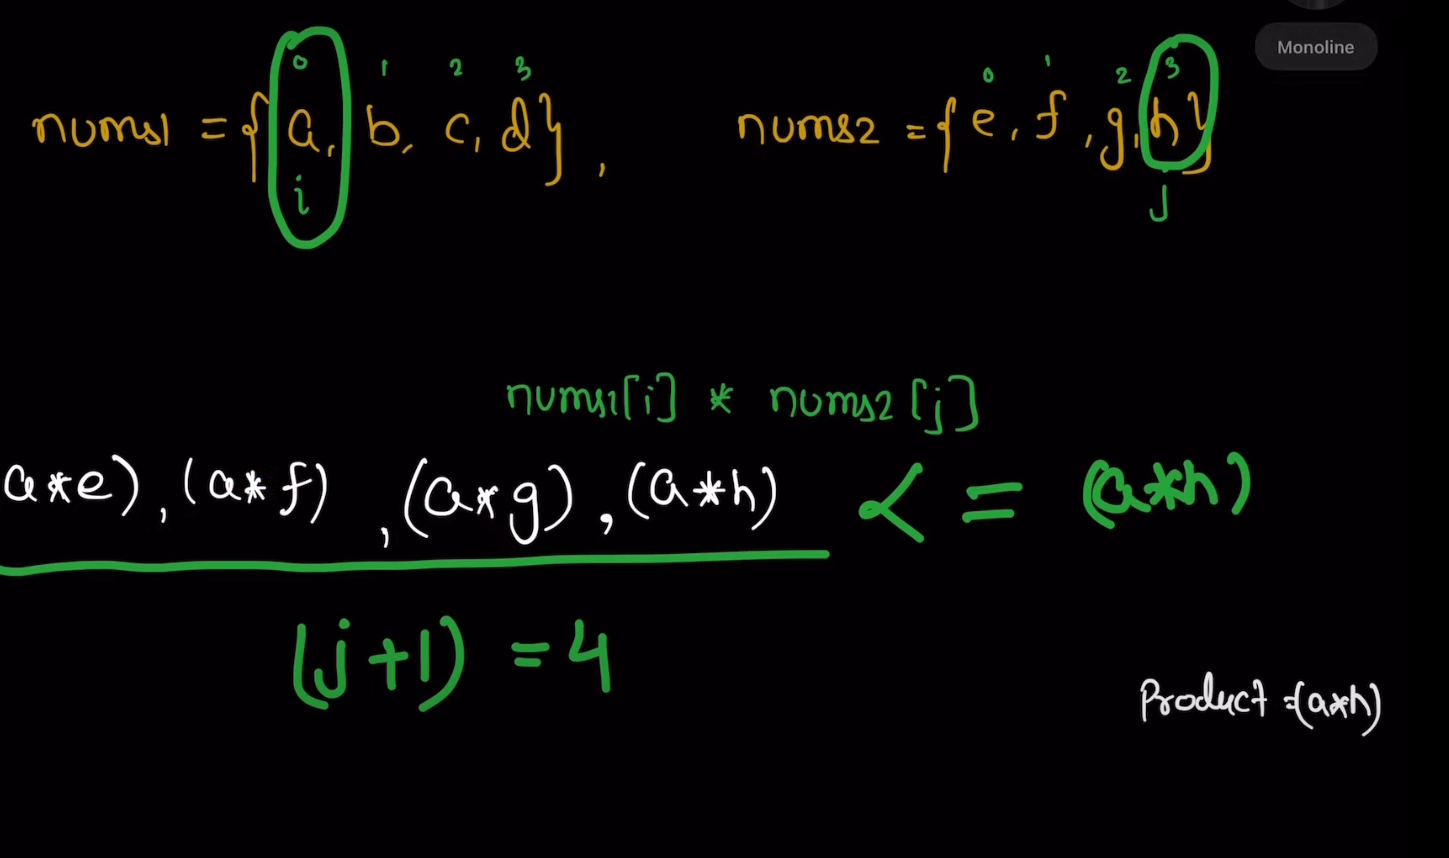 Monoline
0 1 2 3
nums1 = {a, b, c, d},
i
0 1 2 3
nums2 = {e, f, g, h}
j
nums1[i] * nums2[j]
a*e), (a*f), (a*g), (a*h) <= (a*h)
(j+1) = 4
Product =(a*h)